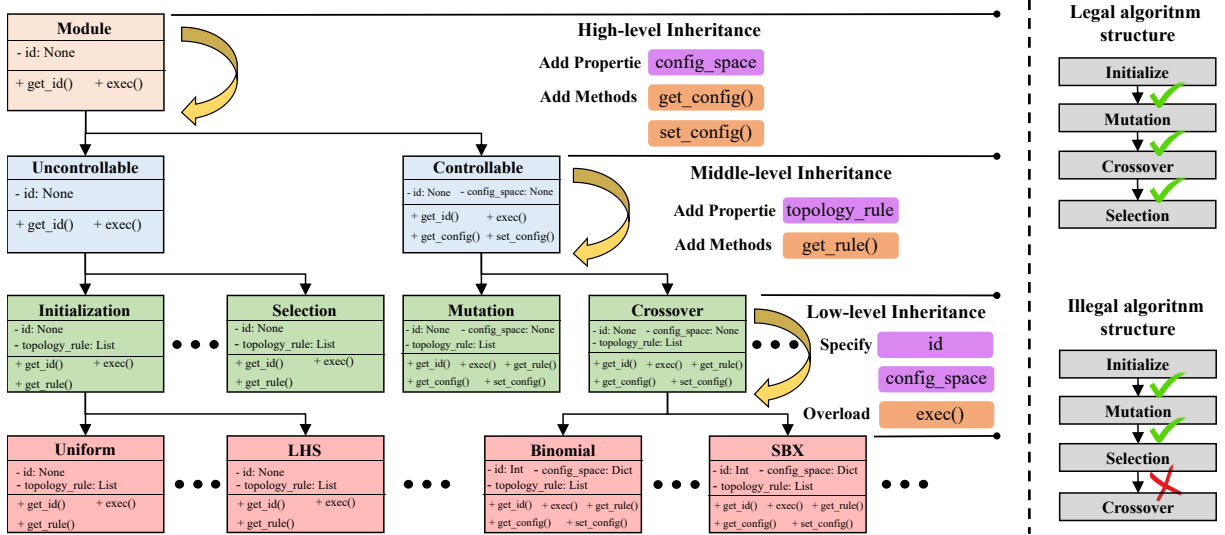 Module
- id: None
+ get_id() + exec()
High-level Inheritance
Add Propertie config_space
Add Methods get_config()
set_config()
Uncontrollable
- id: None
+ get_id() + exec()
Controllable
- id: None - config_space: None
+ get_id() + exec()
+ get_config() + set_config()
Middle-level Inheritance
Add Propertie topology_rule
Add Methods get_rule()
Initialization
- id: None
- topology_rule: List
+ get_id() + exec()
+ get_rule()
Selection
- id: None
- topology_rule: List
+ get_id() + exec()
+ get_rule()
Mutation
- id: None - config_space: None
- topology_rule: List
+ get_id() + exec() + get_rule()
+ get_config() + set_config()
Crossover
- id: None - config_space: None
- topology_rule: List
+ get_id() + exec() + get_rule()
+ get_config() + set_config()
Low-level Inheritance
Specify id
config_space
Overload exec()
Uniform
- id: None
- topology_rule: List
+ get_id() + exec()
+ get_rule()
LHS
- id: None
- topology_rule: List
+ get_id() + exec()
+ get_rule()
Binomial
- id: Int - config_space: Dict
- topology_rule: List
+ get_id() + exec() + get_rule()
+ get_config() + set_config()
SBX
- id: Int - config_space: Dict
- topology_rule: List
+ get_id() + exec() + get_rule()
+ get_config() + set_config()
Legal algoritnm
structure
Initialize
Mutation
Crossover
Selection
Illegal algoritnm
structure
Initialize
Mutation
Selection
Crossover